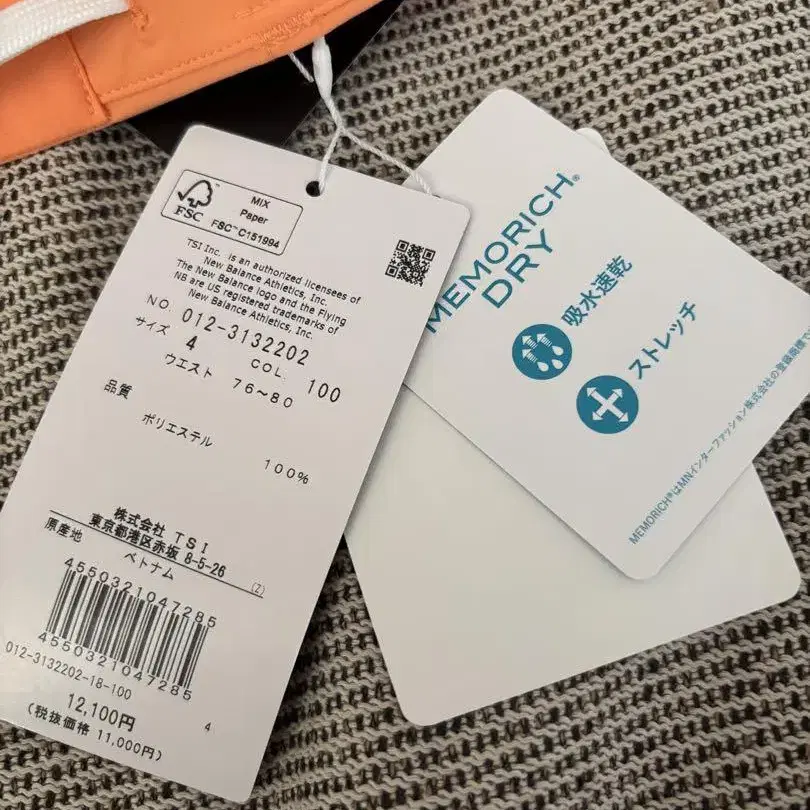 MIX
Paper
FSC™ C151994
FSC
TSI Inc. is an authorized licensees of
New Balance Athletics, Inc.
The New Balance logo and the Flying
NB are US registered trademarks of
New Balance Athletics, Inc.
NO. 012-3132202
サイズ 4 COL. 100
ウエスト 76~80
品質
ポリエステル
100%
株式会社 TSI
東京都港区赤坂 8-5-26
原産地 ベトナム (Z)
4550321047285
4550321047285
012-3132202-18-100
12,100円 4
(税抜価格 11,000円)
MEMORICH®
DRY
吸水速乾
ストレッチ
MEMORICH®はMNインターファッション株式会社の登録商標で